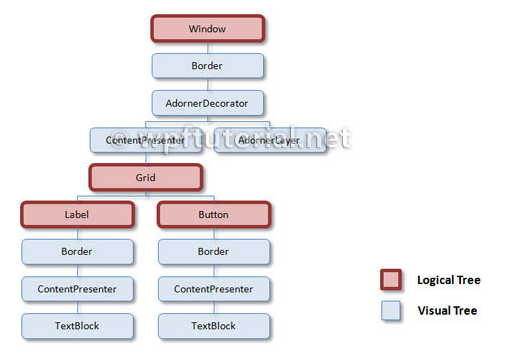 Window
Border
AdornerDecorator
ContentPresenter AdornerLayer
© wpftutorial.net
Grid
Label Button
Border Border
ContentPresenter ContentPresenter
TextBlock TextBlock
Logical Tree
Visual Tree